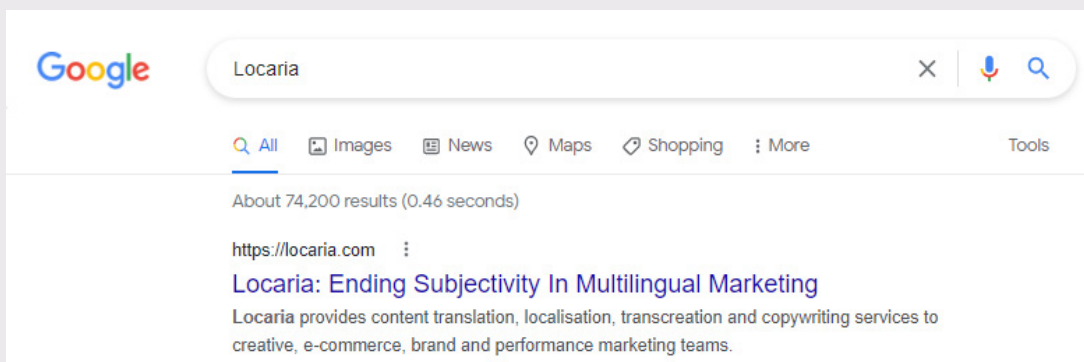 Google
Locaria
All Images News Maps Shopping More Tools
About 74,200 results (0.46 seconds)
https://locaria.com
Locaria: Ending Subjectivity In Multilingual Marketing
Locaria provides content translation, localisation, transcreation and copywriting services to
creative, e-commerce, brand and performance marketing teams.